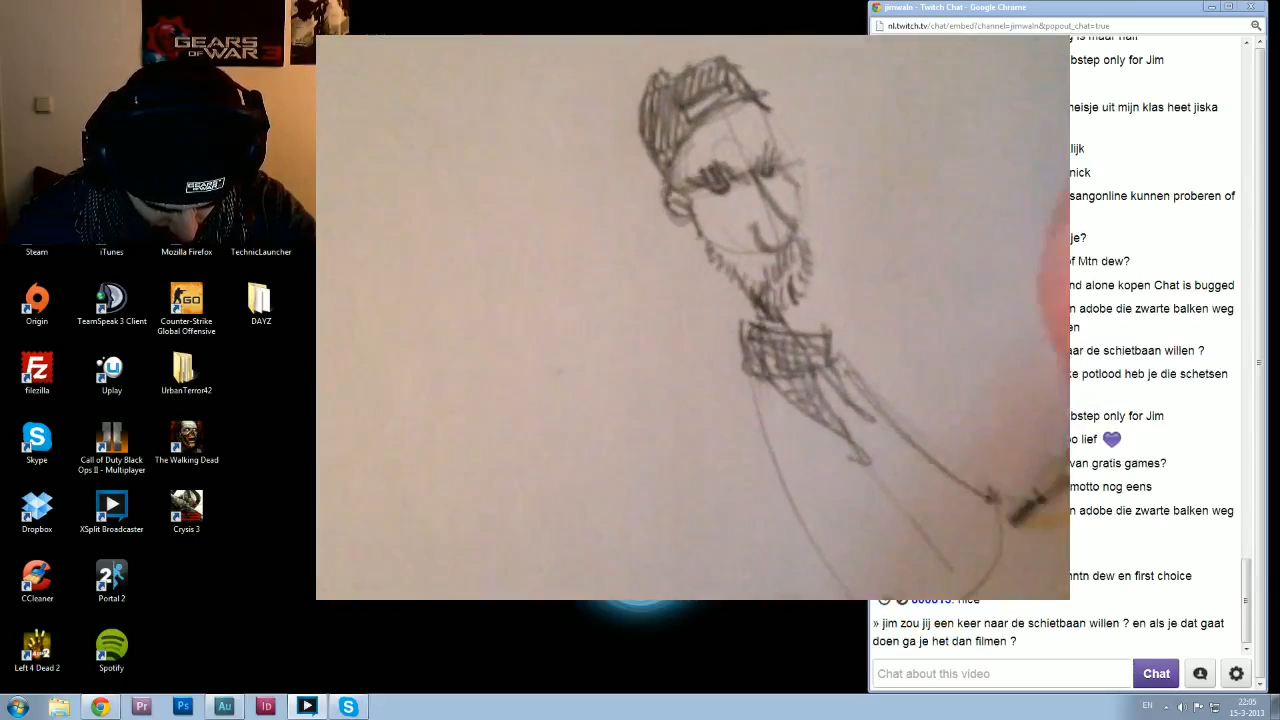 jimwaln - Twitch Chat - Google Chrome
nl.twitch.tv/chat/embed?channel=jimwaln&popout_chat=true
GEARS
OF WAR 3
GEARS
OF WAR
bstep only for Jim
eisje uit mijn klas heet jiska
lijk
nick
sangonline kunnen proberen of
je?
of Mtn dew?
nd alone kopen Chat is bugged
n adobe die zwarte balken weg
en
aar de schietbaan willen ?
ke potlood heb je die schetsen
bstep only for Jim
oo lief
van gratis games?
motto nog eens
n adobe die zwarte balken weg
ntn dew en first choice
nice
» jim zou jij een keer naar de schietbaan willen ? en als je dat gaat
doen ga je het dan filmen ?
Chat about this video
Chat
Steam
iTunes
Mozilla Firefox
TechnicLauncher
Origin
TeamSpeak 3 Client
Counter-Strike
Global Offensive
DAYZ
filezilla
Uplay
UrbanTerror42
Skype
Call of Duty Black
Ops II - Multiplayer
The Walking Dead
Dropbox
XSplit Broadcaster
Crysis 3
CCleaner
Portal 2
Left 4 Dead 2
Spotify
EN
22:05
15-3-2013